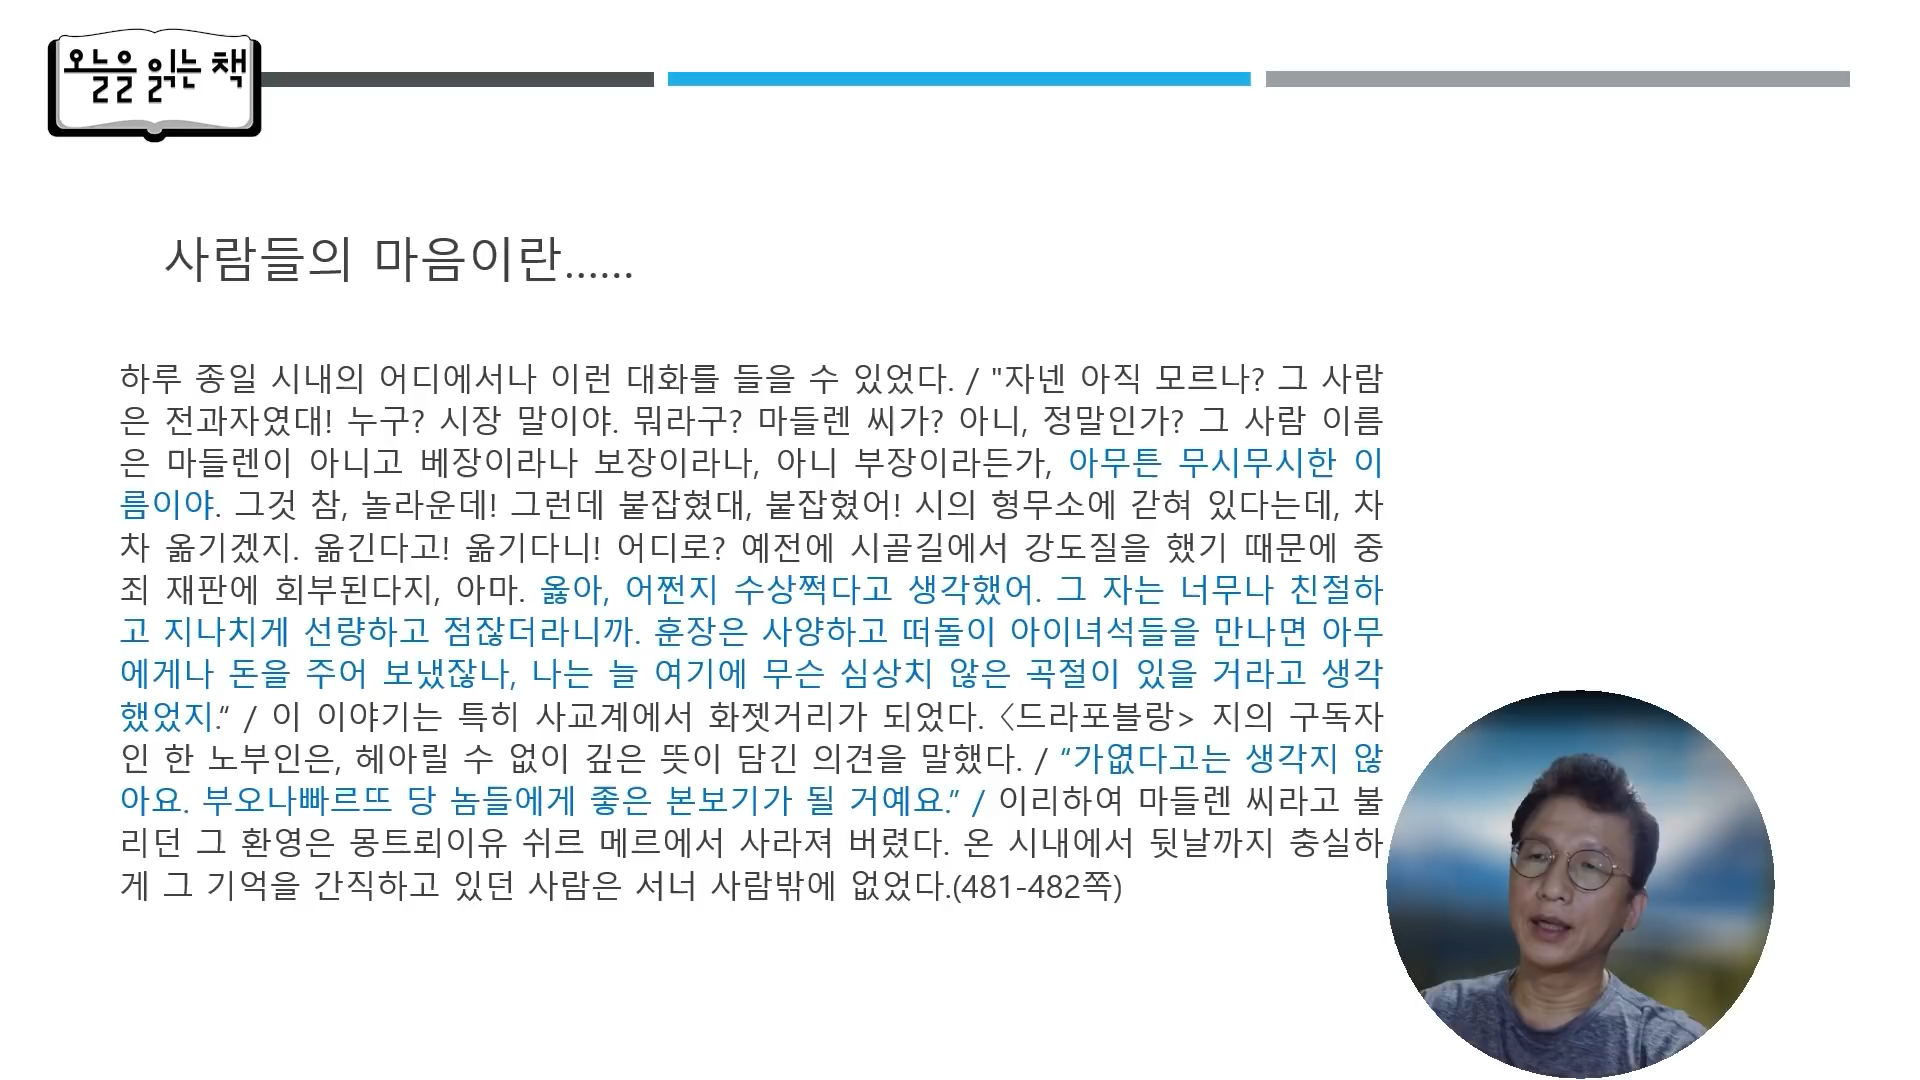 오늘을 읽는 책
사람들의 마음이란……
하루 종일 시내의 어디에서나 이런 대화를 들을 수 있었다. / "자넨 아직 모르나? 그 사람
은 전과자였대! 누구? 시장 말이야. 뭐라구? 마들렌 씨가? 아니, 정말인가? 그 사람 이름
은 마들렌이 아니고 베장이라나 보장이라나, 아니 부장이라든가, 아무튼 무시무시한 이
름이야. 그것 참, 놀라운데! 그런데 붙잡혔대, 붙잡혔어! 시의 형무소에 갇혀 있다는데, 차
차 옮기겠지. 옮긴다고! 옮기다니! 어디로? 예전에 시골길에서 강도질을 했기 때문에 중
죄 재판에 회부된다지, 아마. 옳아, 어쩐지 수상쩍다고 생각했어. 그 자는 너무나 친절하
고 지나치게 선량하고 점잖더라니까. 훈장은 사양하고 떠돌이 아이녀석들을 만나면 아무
에게나 돈을 주어 보냈잖나, 나는 늘 여기에 무슨 심상치 않은 곡절이 있을 거라고 생각
했었지.“ / 이 이야기는 특히 사교계에서 화젯거리가 되었다.〈드라포블랑> 지의 구독자
인 한 노부인은, 헤아릴 수 없이 깊은 뜻이 담긴 의견을 말했다. / “가엾다고는 생각지 않
아요. 부오나빠르뜨 당 놈들에게 좋은 본보기가 될 거예요.” / 이리하여 마들렌 씨라고 불
리던 그 환영은 몽트뢰이유 쉬르 메르에서 사라져 버렸다. 온 시내에서 뒷날까지 충실하
게 그 기억을 간직하고 있던 사람은 서너 사람밖에 없었다.(481-482쪽)